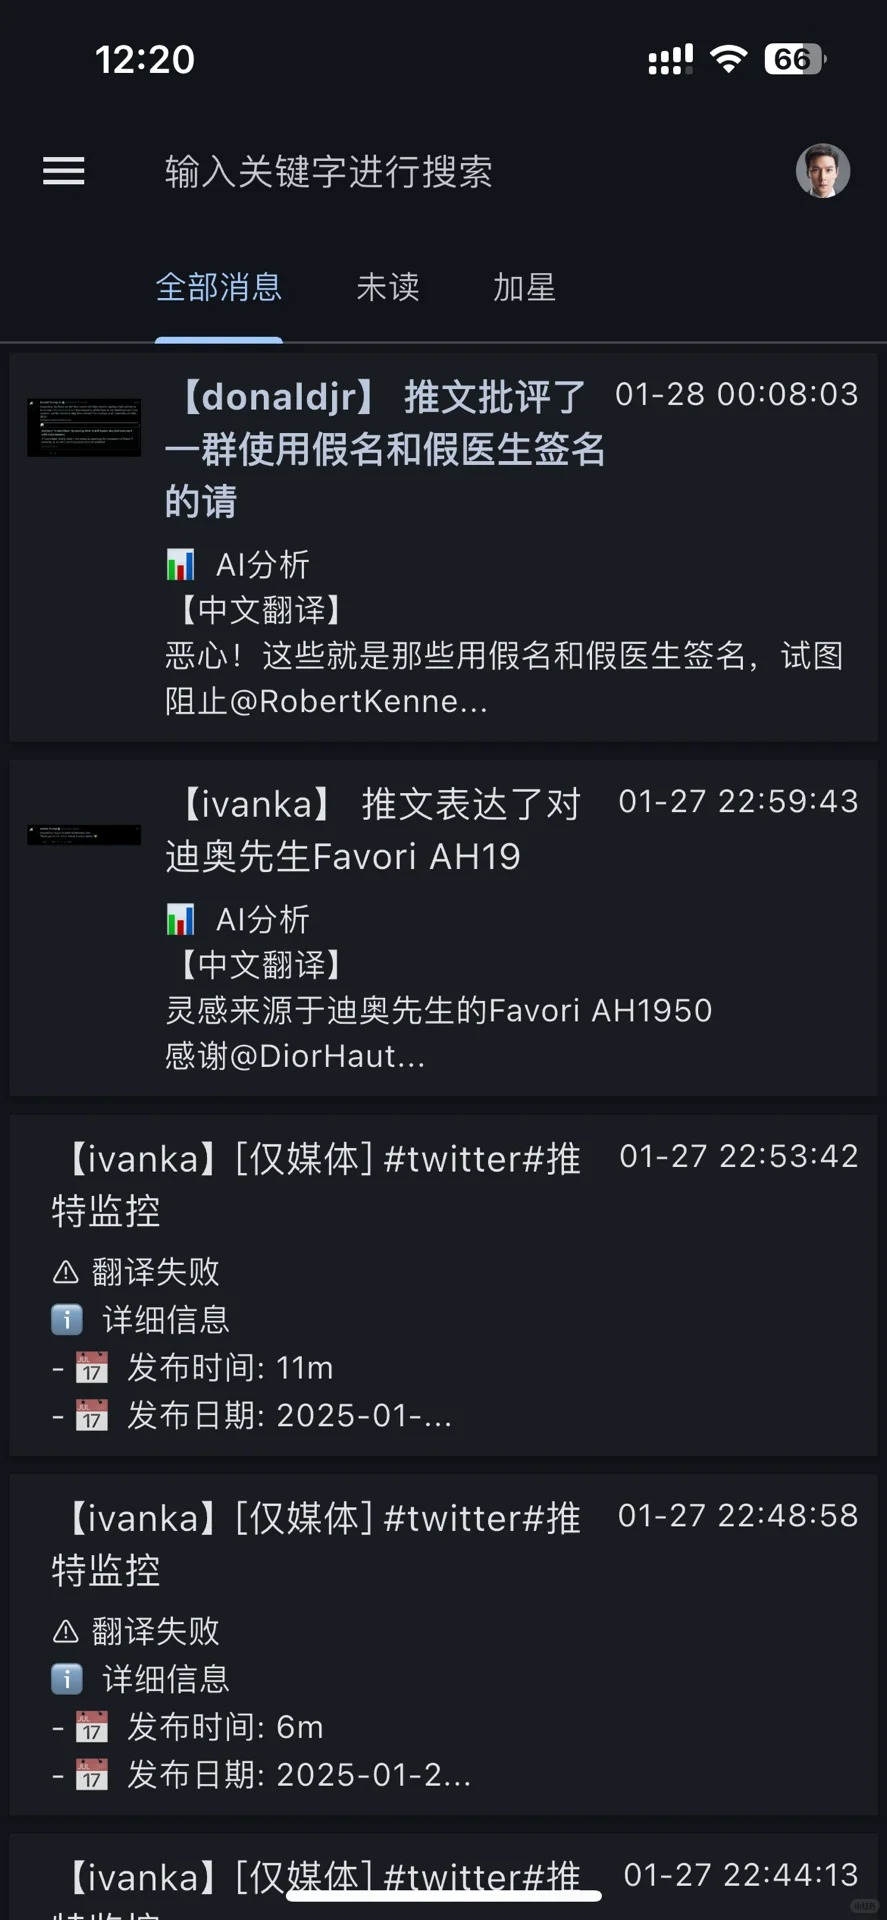 12:20
66
输入关键字进行搜索
全部消息
未读
加星
【donaldjr】 推文批评了
一群使用假名和假医生签名
的请
01-28 00:08:03
📊 AI分析
【中文翻译】
恶心！这些就是那些用假名和假医生签名，试图
阻止@RobertKenne...
【ivanka】 推文表达了对
迪奥先生Favori AH19
01-27 22:59:43
📊 AI分析
【中文翻译】
灵感来源于迪奥先生的Favori AH1950
感谢@DiorHaut...
【ivanka】[仅媒体] #twitter#推
特监控
01-27 22:53:42
⚠ 翻译失败
ℹ️ 详细信息
- 📅 发布时间: 11m
- 📅 发布日期: 2025-01-...
【ivanka】[仅媒体] #twitter#推
特监控
01-27 22:48:58
⚠ 翻译失败
ℹ️ 详细信息
- 📅 发布时间: 6m
- 📅 发布日期: 2025-01-2...
【ivanka】[仅媒体] #twitter#推
01-27 22:44:13